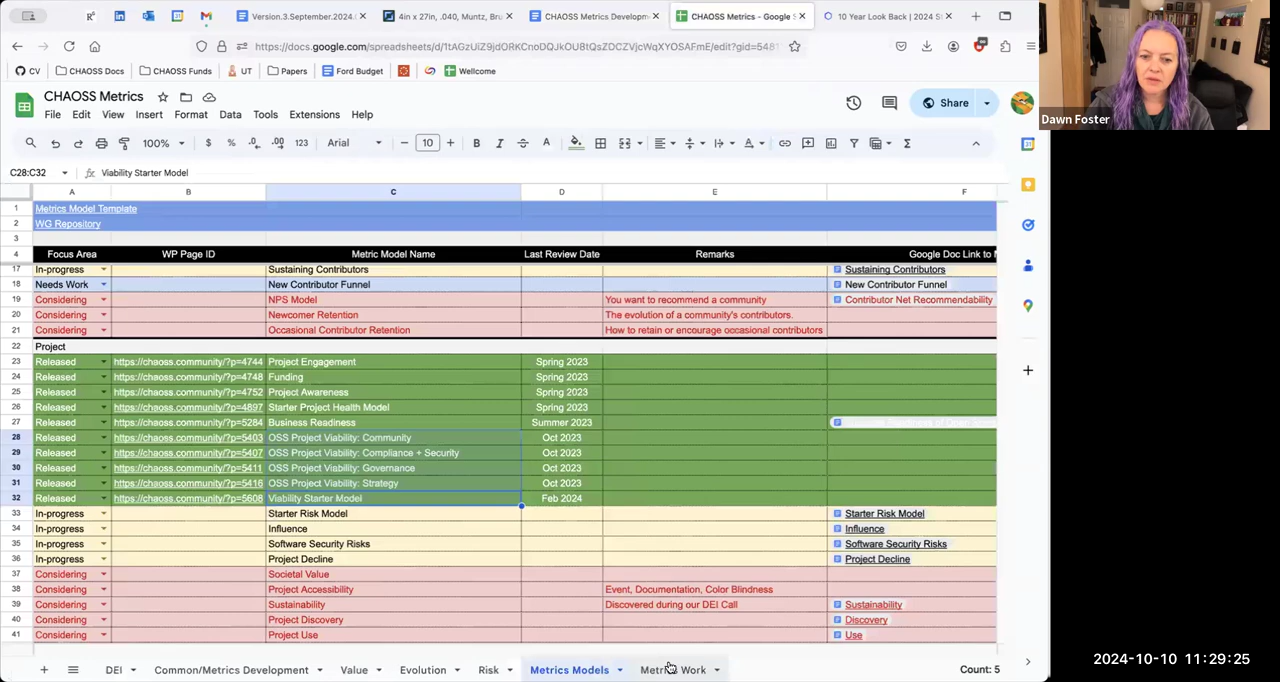 Version.3.September.2024.
4in x 27in, .040, Muntz, Br
CHAOSS Metrics Developm
CHAOSS Metrics - Google S
10 Year Look Back | 2024 S
https://docs.google.com/spreadsheets/d/1tAGzUiZ9jdORKCnoDQJkOUBtQsZDCZVjcWqXYOSAFmE/edit?gid=548
CV
CHAOSS Docs
CHAOSS Funds
UT
Papers
Ford Budget
Wellcome
Dawn Foster
CHAOSS Metrics
File Edit View Insert Format Data Tools Extensions Help
Share
100% $ % .0 .00 123 Arial 10 B I A
C28:C32 fx Viability Starter Model
A B C D E F
1 Metrics Model Template
2 WG Repository
3
4 Focus Area WP Page ID Metric Model Name Last Review Date Remarks Google Doc Link to
17 In-progress Sustaining Contributors Sustaining Contributors
18 Needs Work New Contributor Funnel New Contributor Funnel
19 Considering NPS Model You want to recommend a community Contributor Net Recommendability
20 Considering Newcomer Retention The evolution of a community's contributors.
21 Considering Occasional Contributor Retention How to retain or encourage occasional contributors
22 Project
23 Released https://chaoss.community/?p=4744 Project Engagement Spring 2023
24 Released https://chaoss.community/?p=4748 Funding Spring 2023
25 Released https://chaoss.community/?p=4752 Project Awareness Spring 2023
26 Released https://chaoss.community/?p=4897 Starter Project Health Model Spring 2023
27 Released https://chaoss.community/?p=5284 Business Readiness Summer 2023
28 Released https://chaoss.community/?p=5403 OSS Project Viability: Community Oct 2023
29 Released https://chaoss.community/?p=5407 OSS Project Viability: Compliance + Security Oct 2023
30 Released https://chaoss.community/?p=5411 OSS Project Viability: Governance Oct 2023
31 Released https://chaoss.community/?p=5416 OSS Project Viability: Strategy Oct 2023
32 Released https://chaoss.community/?p=5608 Viability Starter Model Feb 2024
33 In-progress Starter Risk Model Starter Risk Model
34 In-progress Influence Influence
35 In-progress Software Security Risks Software Security Risks
36 In-progress Project Decline Project Decline
37 Considering Societal Value
38 Considering Project Accessibility Event, Documentation, Color Blindness
39 Considering Sustainability Discovered during our DEI Call Sustainability
40 Considering Project Discovery Discovery
41 Considering Project Use Use
DEI Common/Metrics Development Value Evolution Risk Metrics Models Metric Work Count: 5
2024-10-10 11:29:25